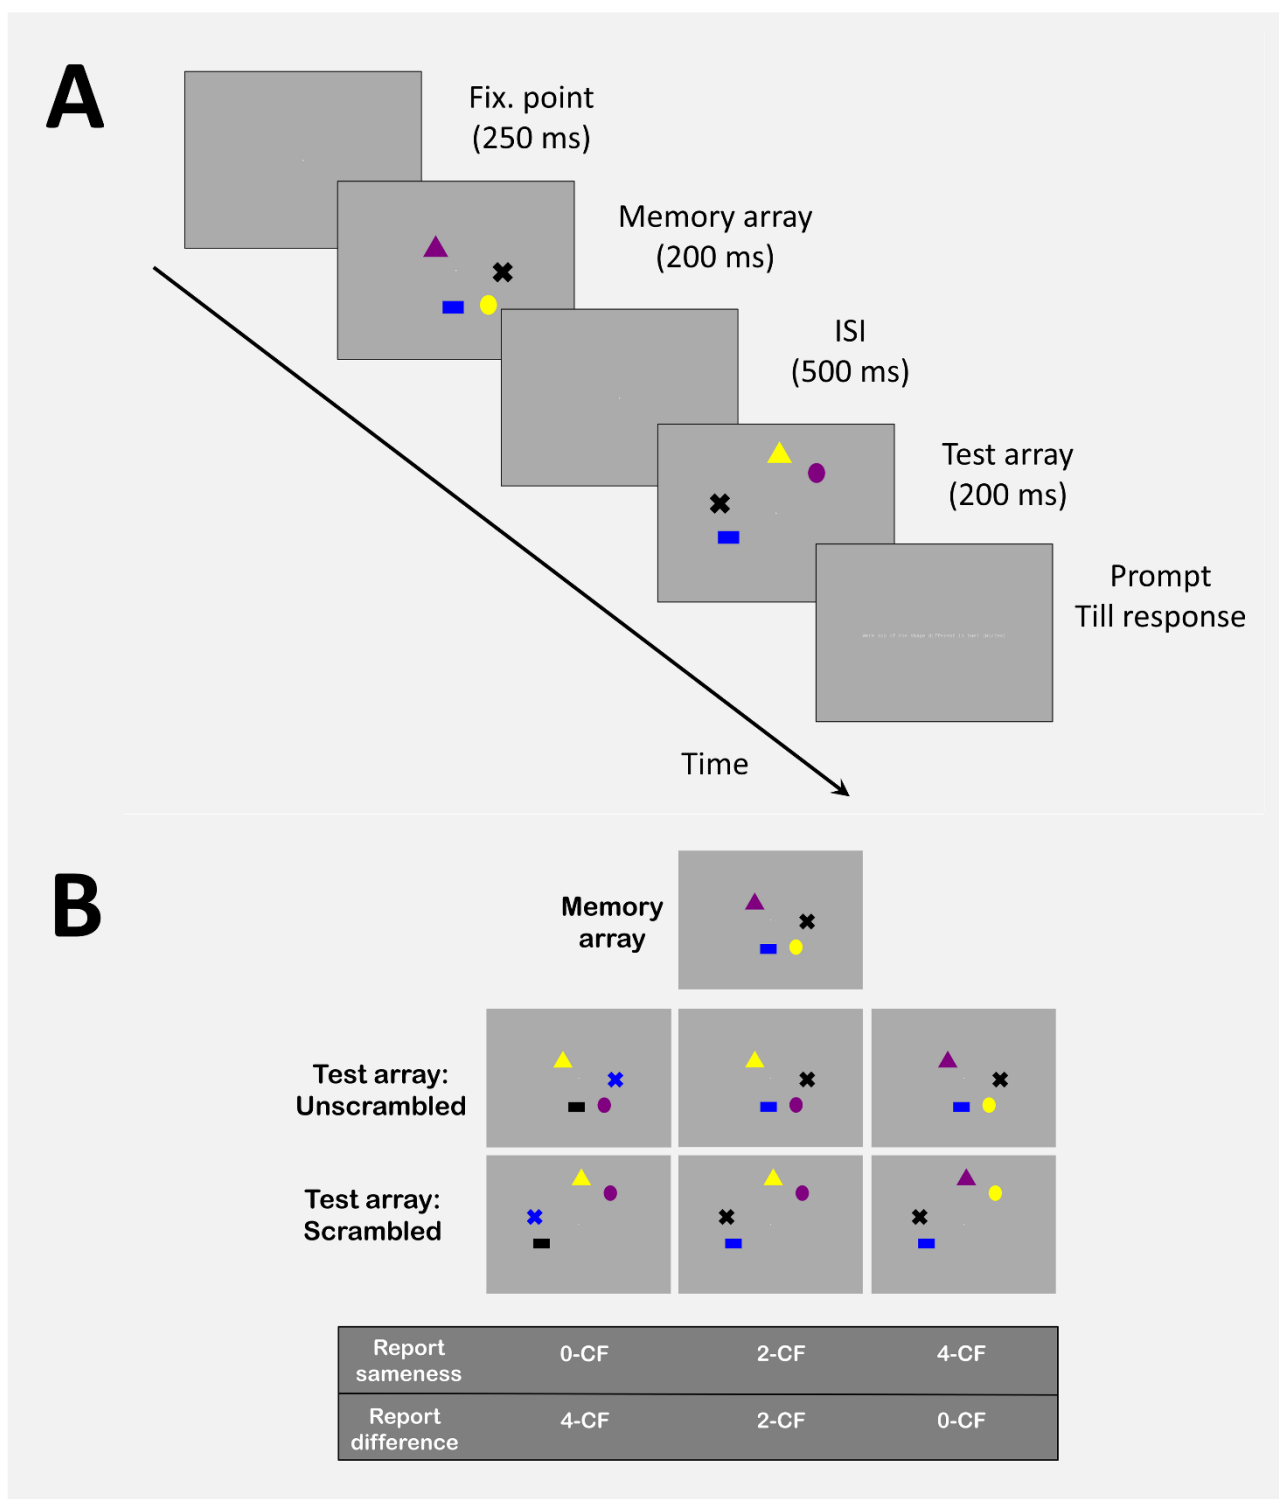 A
Fix. point
(250 ms)
Memory array
(200 ms)
ISI
(500 ms)
Test array
(200 ms)
Prompt
Till response
Time
B
Memory
array
Test array:
Unscrambled
Test array:
Scrambled
Report
sameness
0-CF
2-CF
4-CF
Report
difference
4-CF
2-CF
0-CF